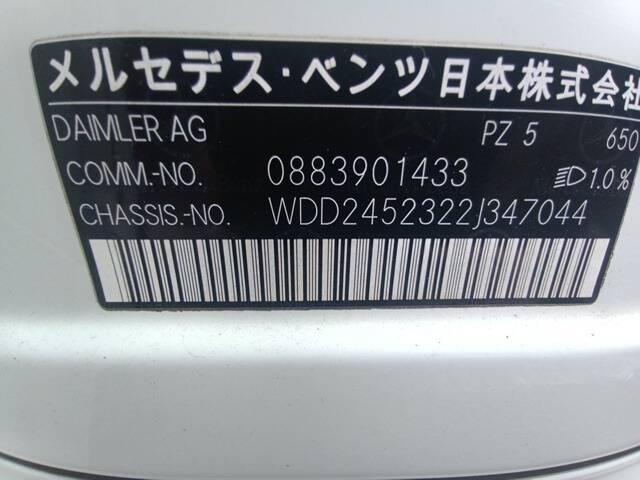 メルセデス・ベンツ日本株式会社
DAIMLER AG PZ 5 650
COMM.-NO. 0883901433 1.0%
CHASSIS.-NO. WDD2452322J347044